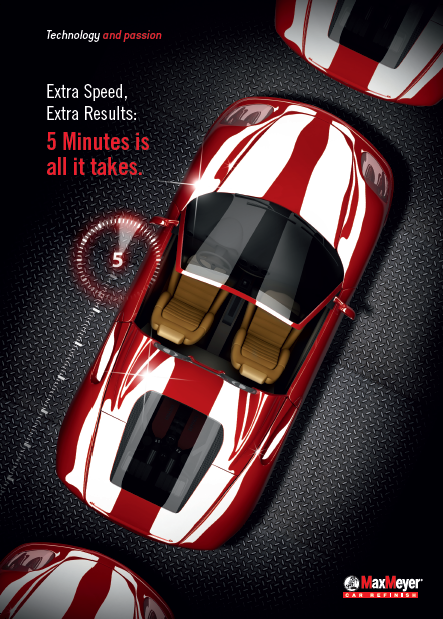 Technology and passion
Extra Speed,
Extra Results:
5 Minutes is
all it takes.
5
MaxMeyer
CAR REFINISH